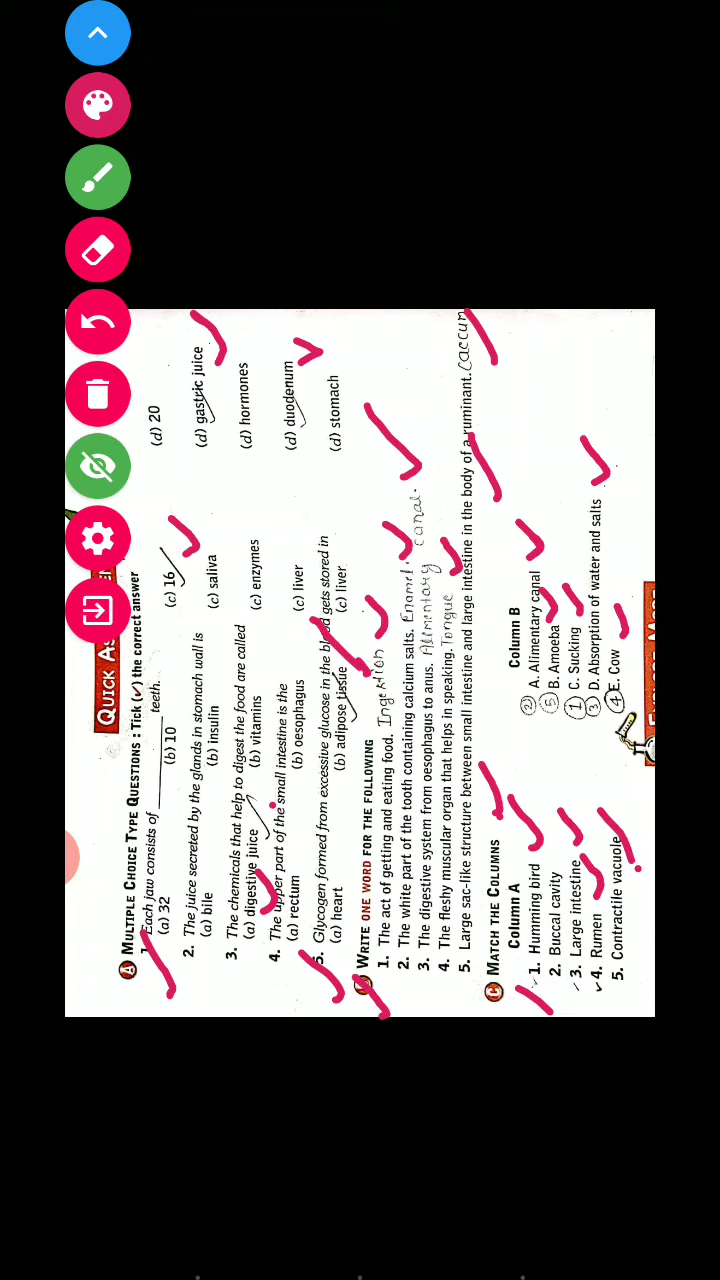 QUICK AS
A MULTIPLE CHOICE TYPE QUESTIONS : Tick (✓) the correct answer
1. Each jaw consists of ________ teeth.
(a) 32 (b) 10 (c) 16 (d) 20
2. The juice secreted by the glands in stomach wall is
(a) bile (b) insulin (c) saliva (d) gastric juice
3. The chemicals that help to digest the food are called
(a) digestive juice (b) vitamins (c) enzymes (d) hormones
4. The upper part of the small intestine is the
(a) rectum (b) oesophagus (c) liver (d) duodenum
5. Glycogen formed from excessive glucose in the blood gets stored in
(a) heart (b) adipose tissue (c) liver (d) stomach
WRITE ONE WORD FOR THE FOLLOWING
1. The act of getting and eating food. Ingestion
2. The white part of the tooth containing calcium salts. Enamel.
3. The digestive system from oesophagus to anus. Alimentary canal.
4. The fleshy muscular organ that helps in speaking. Tongue
5. Large sac-like structure between small intestine and large intestine in the body of a ruminant. Caccum
C MATCH THE COLUMNS
Column A Column B
1. Humming bird ② A. Alimentary canal
2. Buccal cavity ⑤ B. Amoeba
3. Large intestine ① C. Sucking
4. Rumen ③ D. Absorption of water and salts
5. Contractile vacuole ④ E. Cow